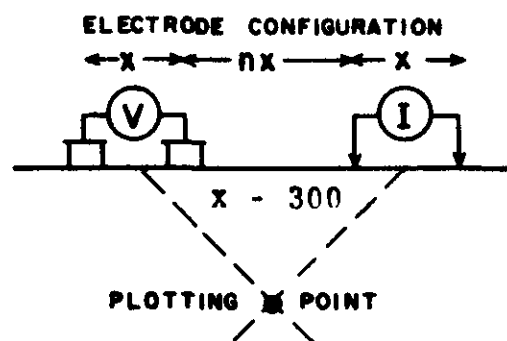 ELECTRODE CONFIGURATION
x nx x
V I
x - 300
PLOTTING POINT